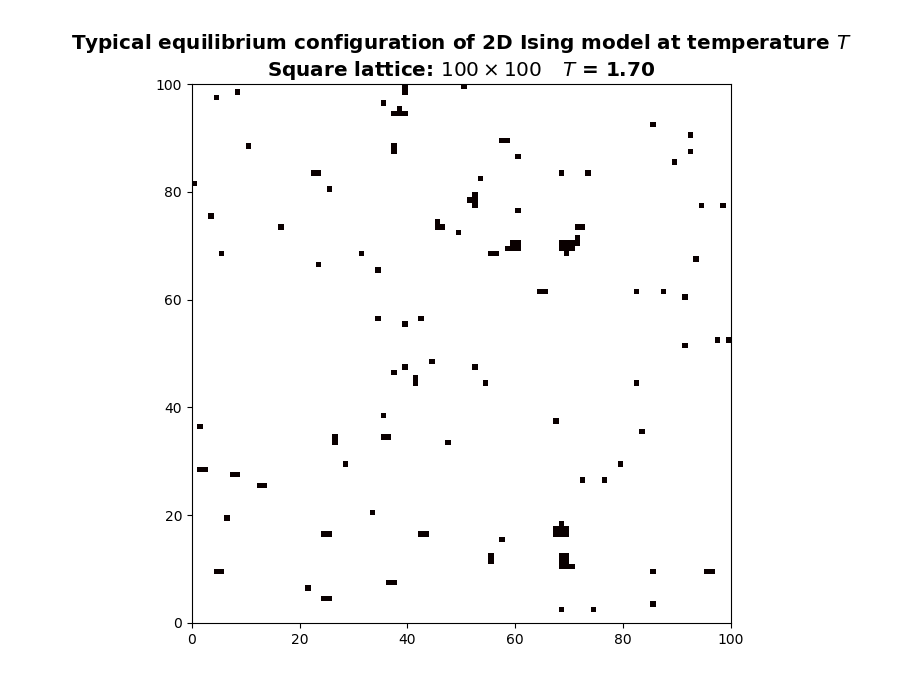 Typical equilibrium configuration of 2D Ising model at temperature T
Square lattice: 100 × 100 T = 1.70
100
80
60
40
20
0
0 20 40 60 80 100